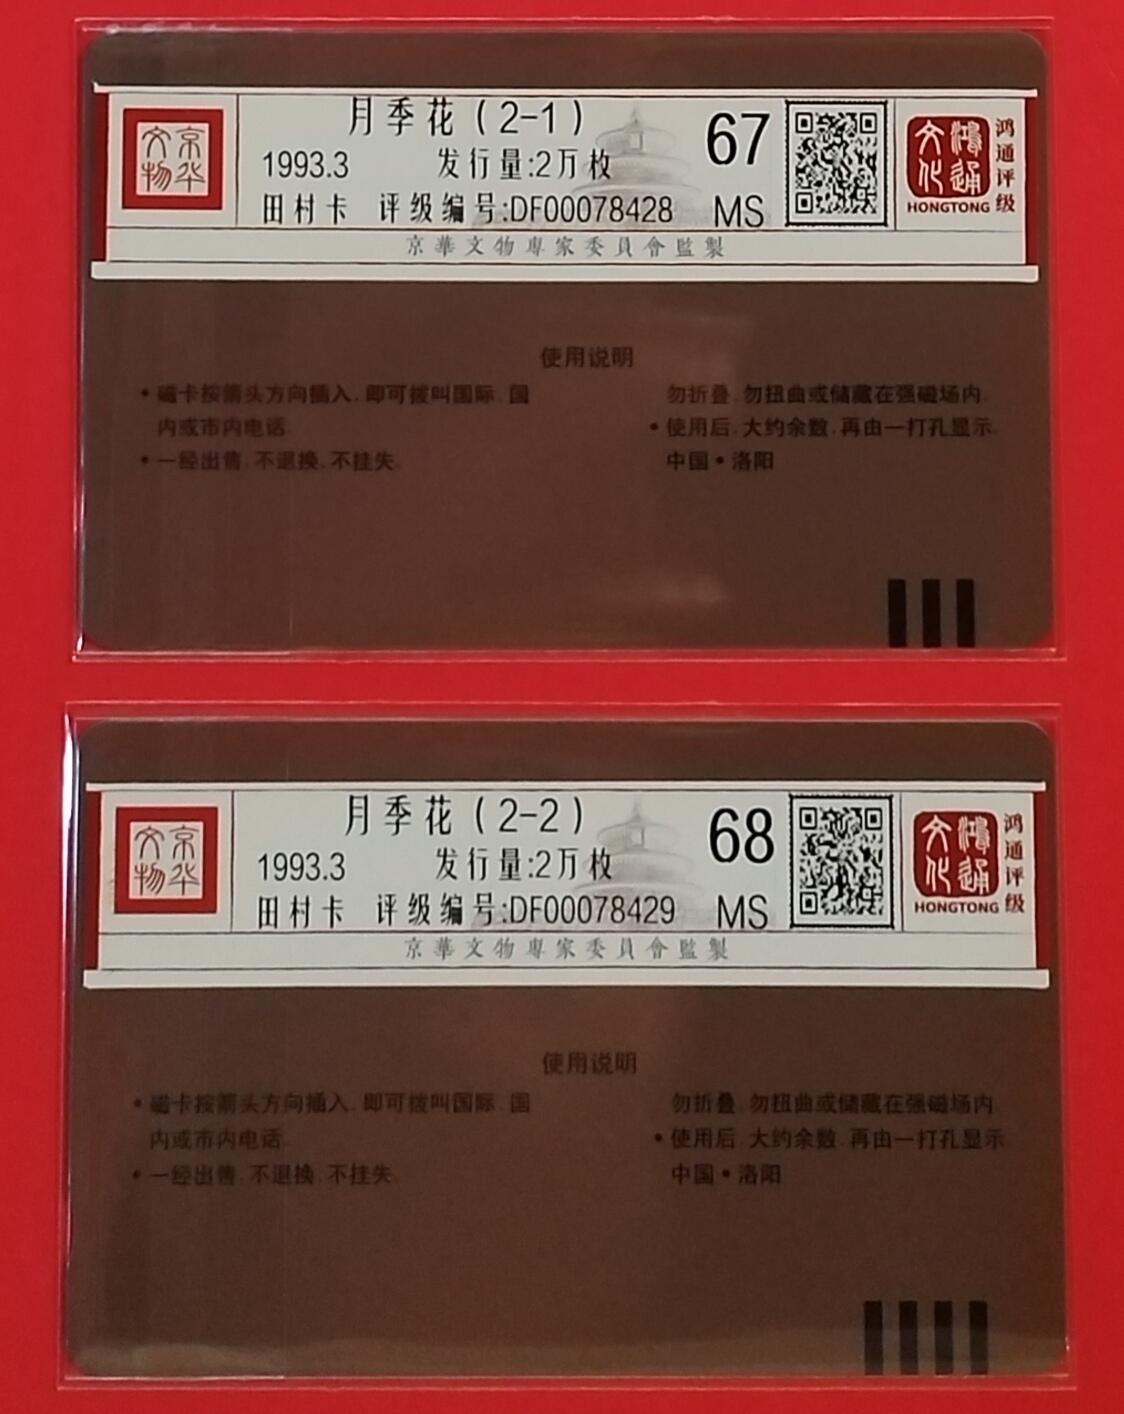 月季花(2-1)
1993.3 发行量:2万枚
田村卡 评级编号:DF00078428
67
MS
京华文物
鸿通文化
HONGTONG
鸿通评级
京華文物專家委員會監製
使用说明
• 磁卡按箭头方向插入,即可拨叫国际、国
内或市内电话.
• 一经出售,不退换,不挂失.
勿折叠,勿扭曲或储藏在强磁场内.
• 使用后,大约余数,再由一打孔显示.
中国•洛阳
月季花(2-2)
1993.3 发行量:2万枚
田村卡 评级编号:DF00078429
68
MS
京华文物
鸿通文化
HONGTONG
鸿通评级
京華文物專家委員會監製
使用说明
• 磁卡按箭头方向插入,即可拨叫国际、国
内或市内电话.
• 一经出售,不退换,不挂失.
勿折叠,勿扭曲或储藏在强磁场内.
• 使用后,大约余数,再由一打孔显示
中国•洛阳